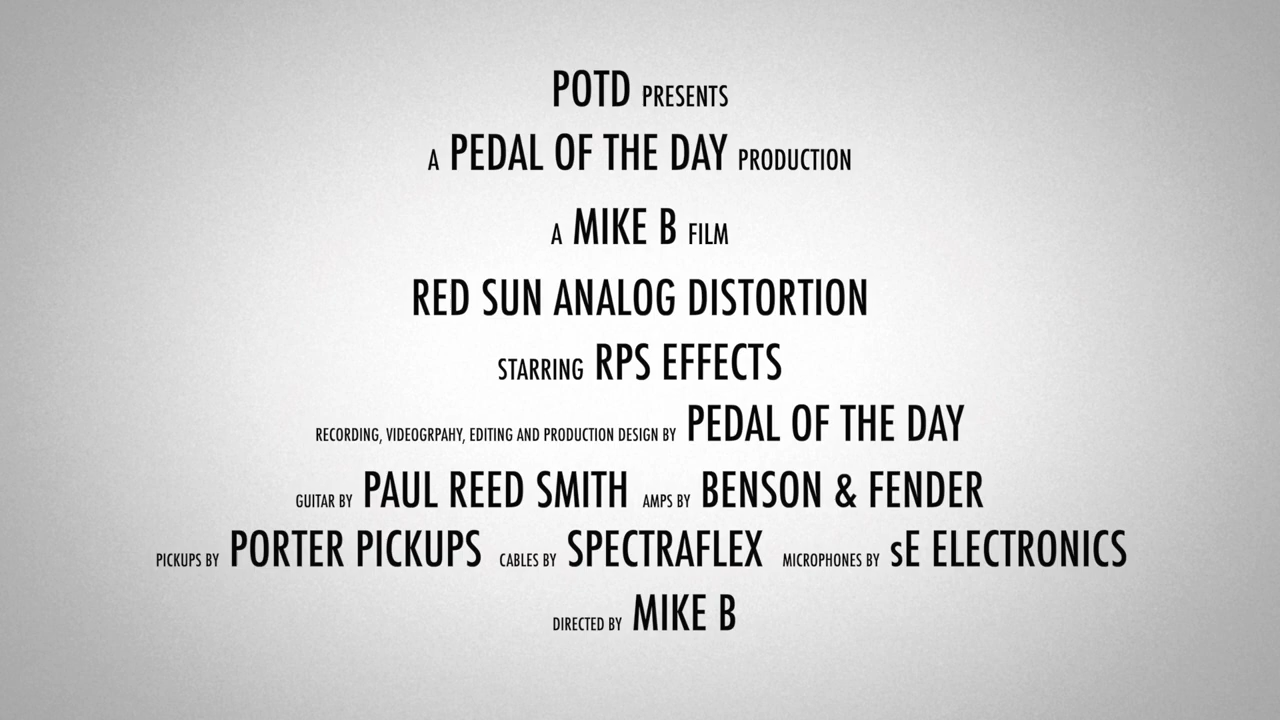 POTD PRESENTS
A PEDAL OF THE DAY PRODUCTION
A MIKE B FILM
RED SUN ANALOG DISTORTION
STARRING RPS EFFECTS
RECORDING, VIDEOGRPAHY, EDITING AND PRODUCTION DESIGN BY PEDAL OF THE DAY
GUITAR BY PAUL REED SMITH AMPS BY BENSON & FENDER
PICKUPS BY PORTER PICKUPS CABLES BY SPECTRAFLEX MICROPHONES BY sE ELECTRONICS
DIRECTED BY MIKE B